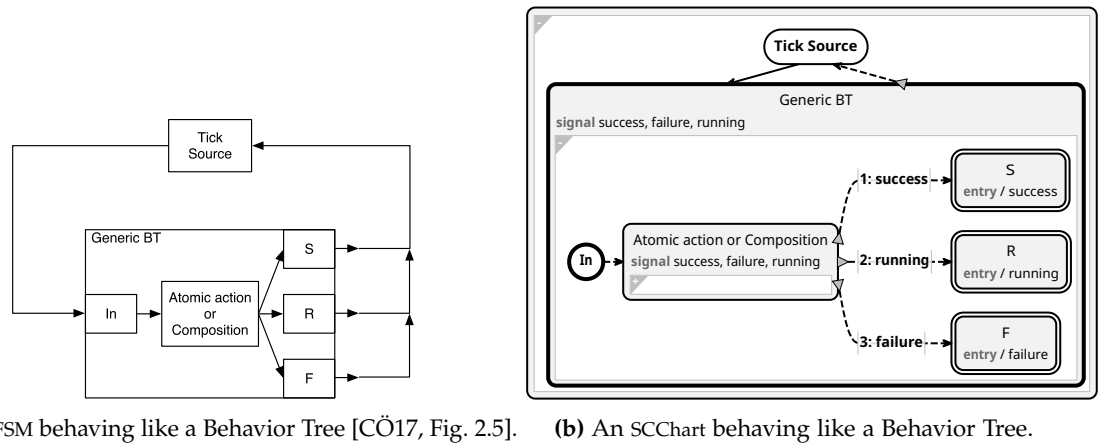 Tick
Source
Generic BT
In
Atomic action
or
Composition
S
R
F
FSM behaving like a Behavior Tree [CÖ17, Fig. 2.5].
-
Tick Source
Generic BT
signal success, failure, running
-
In
Atomic action or Composition
signal success, failure, running
+
1: success
2: running
3: failure
S
entry / success
R
entry / running
F
entry / failure
(b) An SCChart behaving like a Behavior Tree.